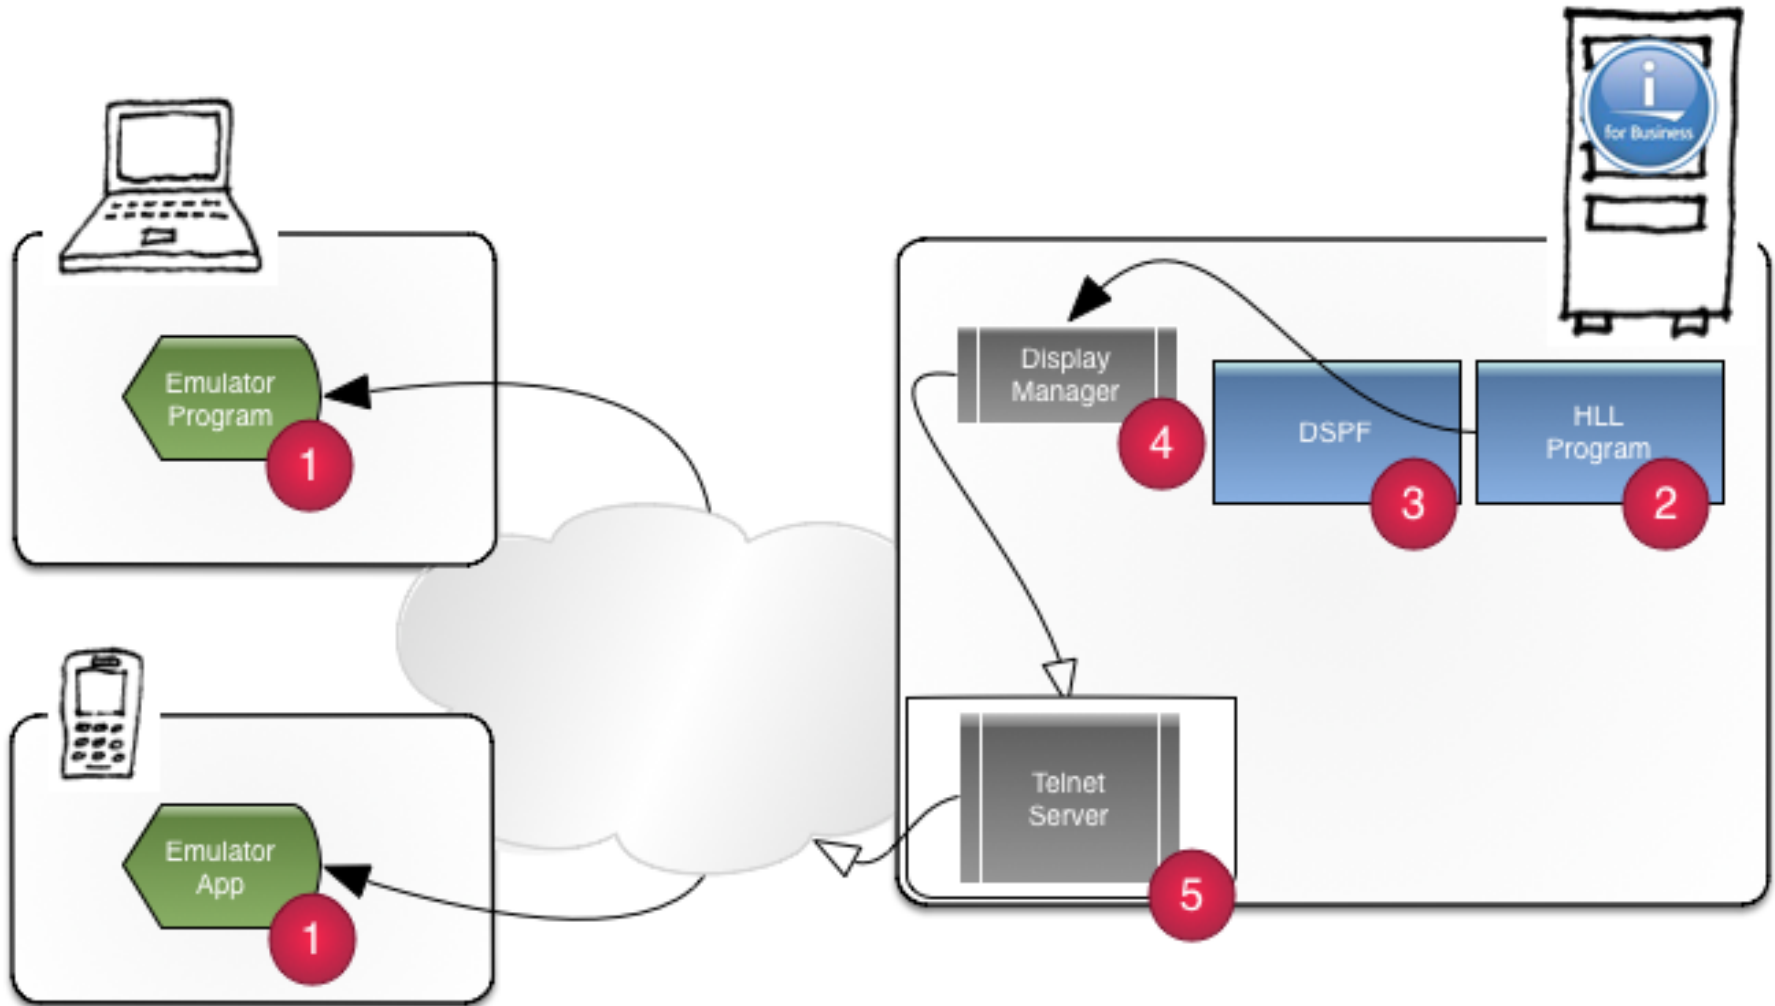 i
for Business
Emulator
Program
1
Display
Manager
4
DSPF
3
HLL
Program
2
Telnet
Server
5
Emulator
App
1